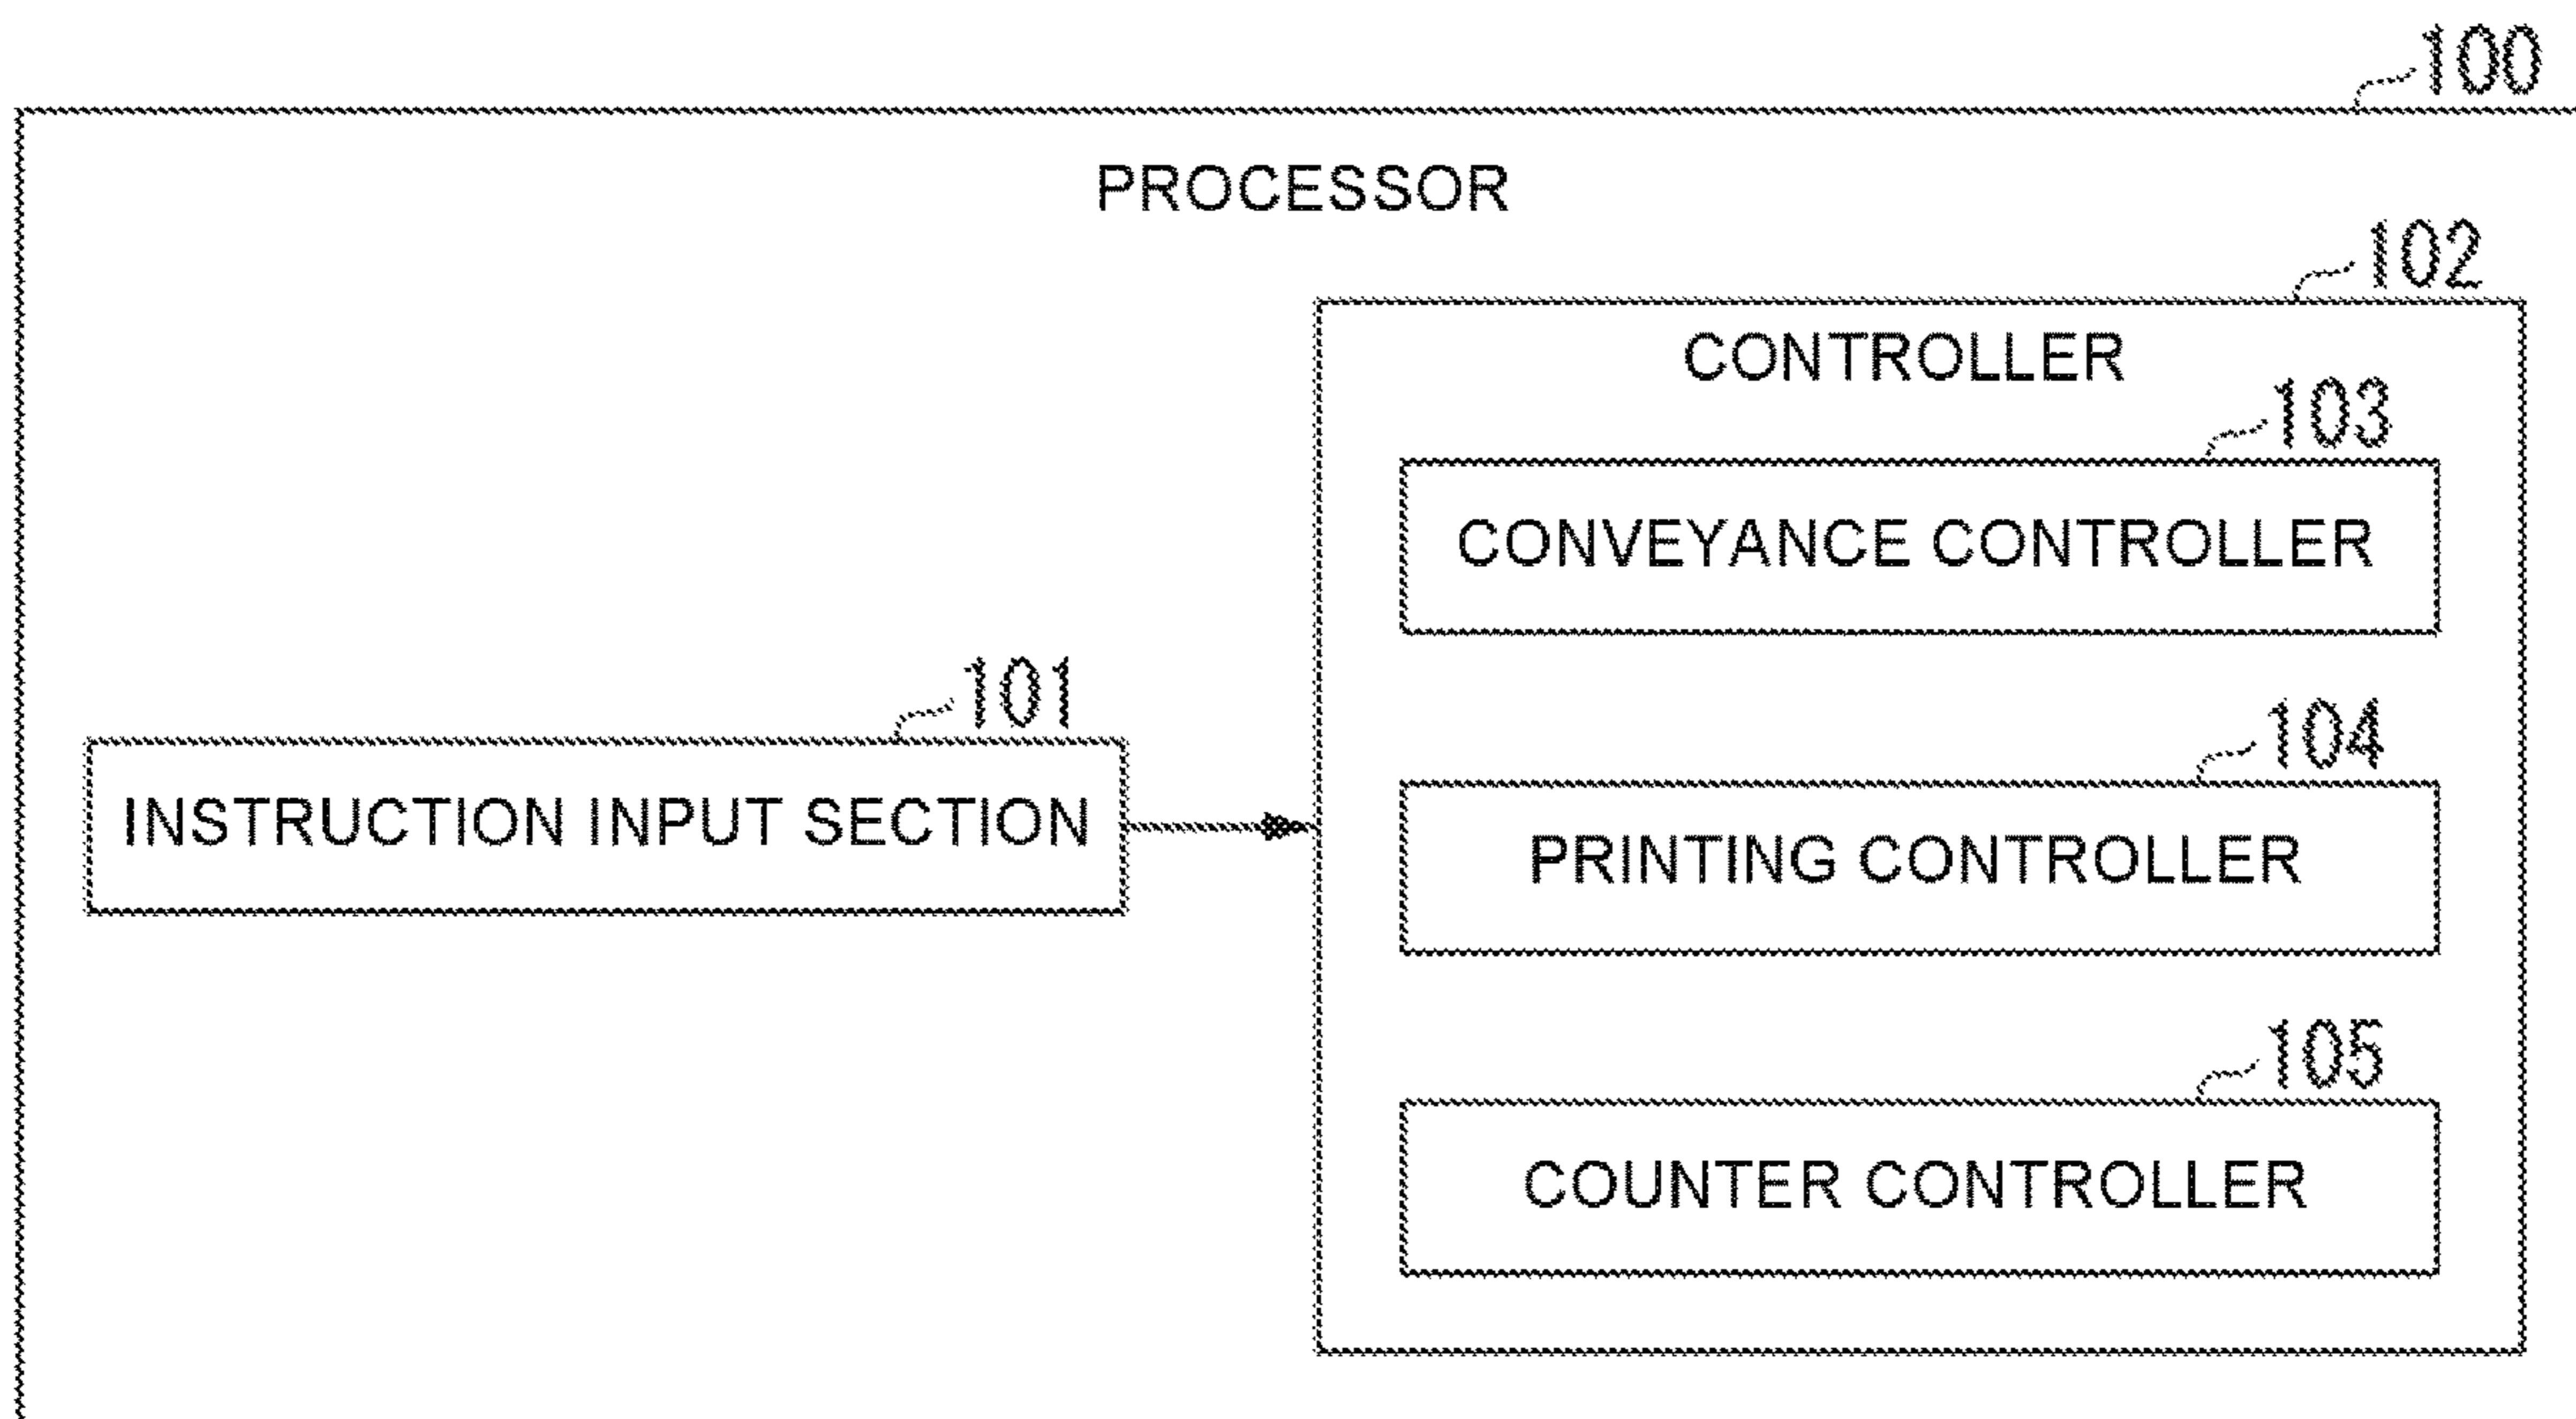 100
PROCESSOR
102
CONTROLLER
103
CONVEYANCE CONTROLLER
101
INSTRUCTION INPUT SECTION
104
PRINTING CONTROLLER
105
COUNTER CONTROLLER